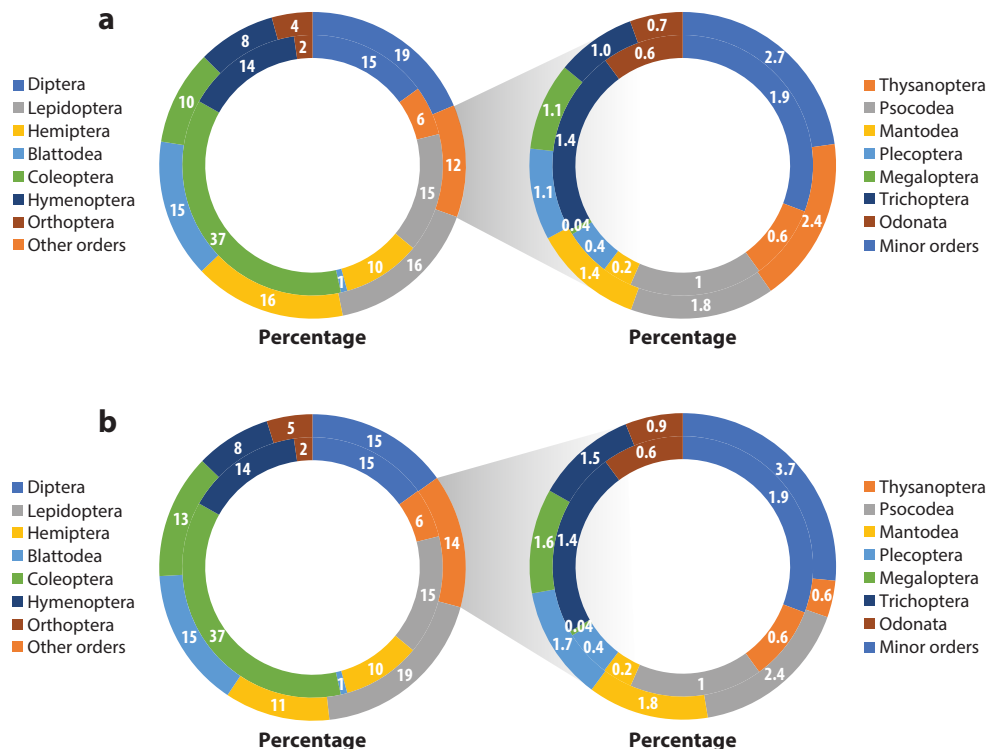 a
Diptera
Lepidoptera
Hemiptera
Blattodea
Coleoptera
Hymenoptera
Orthoptera
Other orders
4
8
2
19
14
15
10
6
12
15
15
37
10
1
16
16
Percentage
0.7
1.0
0.6
2.7
1.9
1.1
1.4
1.1
0.04
0.6
2.4
0.4
0.2
1.4
1
1.8
Percentage
Thysanoptera
Psocodea
Mantodea
Plecoptera
Megaloptera
Trichoptera
Odonata
Minor orders
b
Diptera
Lepidoptera
Hemiptera
Blattodea
Coleoptera
Hymenoptera
Orthoptera
Other orders
5
8
2
15
14
15
13
6
14
15
15
37
10
1
19
11
Percentage
0.9
1.5
0.6
3.7
1.9
1.6
1.4
0.6
0.04
0.6
1.7
0.4
0.2
2.4
1
1.8
Percentage
Thysanoptera
Psocodea
Mantodea
Plecoptera
Megaloptera
Trichoptera
Odonata
Minor orders